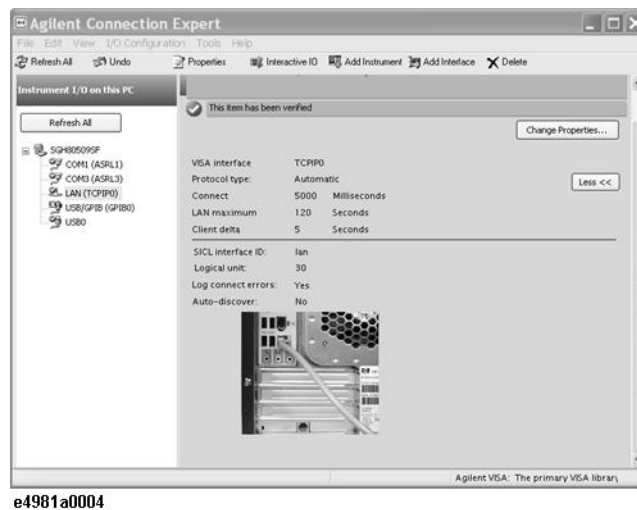 Agilent Connection Expert
File Edit View I/O Configuration Tools Help
Refresh All Undo Properties Interactive IO Add Instrument Add Interface Delete
Instrument I/O on this PC
Refresh All
SGH80509SF
COM1 (ASRL1)
COM3 (ASRL3)
LAN (TCPIP0)
USB/GPIB (GPIB0)
USB0
This item has been verified
Change Properties...
VISA interface TCPIP0
Protocol type: Automatic
Less <<
Connect 5000 Milliseconds
LAN maximum 120 Seconds
Client delta 5 Seconds
SICL interface ID: lan
Logical unit: 30
Log connect errors: Yes
Auto-discover: No
Agilent VISA: The primary VISA library
e4981a0004